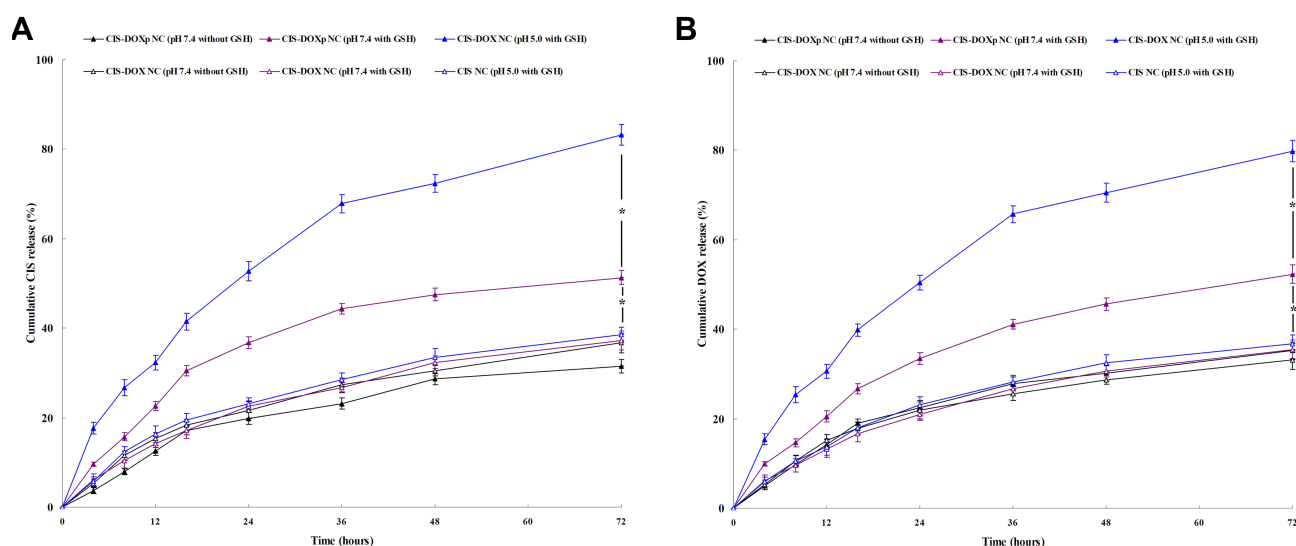 A
CIS-DOXp NC (pH 7.4 without GSH) CIS-DOXp NC (pH 7.4 with GSH) CIS-DOX NC (pH 5.0 with GSH)
CIS-DOX NC (pH 7.4 without GSH) CIS-DOX NC (pH 7.4 with GSH) CIS NC (pH 5.0 with GSH)
100
80
60
40
20
0
Cumulative CIS release (%)
*
*
0 12 24 36 48 60 72
Time (hours)
B
CIS-DOXp NC (pH 7.4 without GSH) CIS-DOXp NC (pH 7.4 with GSH) CIS-DOX NC (pH 5.0 with GSH)
CIS-DOX NC (pH 7.4 without GSH) CIS-DOX NC (pH 7.4 with GSH) CIS NC (pH 5.0 with GSH)
100
80
60
40
20
0
Cumulative DOX release (%)
*
*
0 12 24 36 48 60 72
Time (hours)